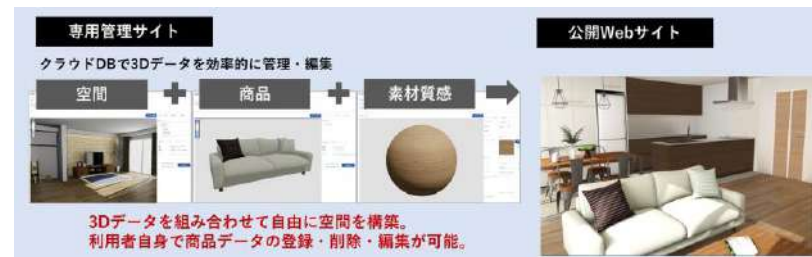 専用管理サイト
クラウドDBで3Dデータを効率的に管理・編集
空間
商品
素材質感
3Dデータを組み合わせて自由に空間を構築。
利用者自身で商品データの登録・削除・編集が可能。
公開Webサイト